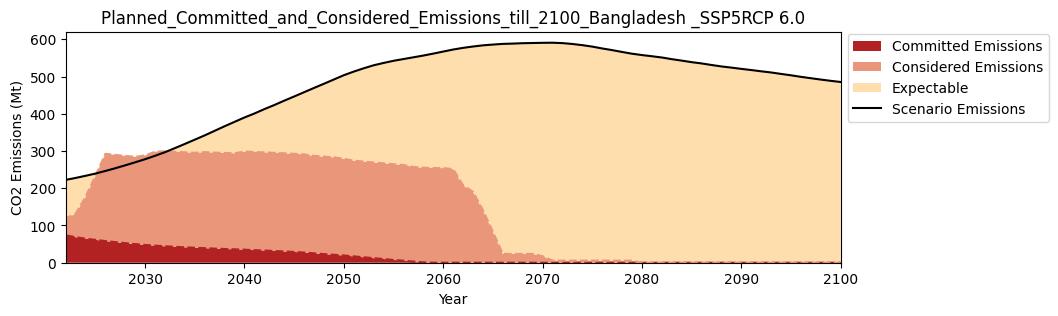 Planned_Committed_and_Considered_Emissions_till_2100_Bangladesh _SSP5RCP 6.0
600
500
400
300
200
100
0
CO2 Emissions (Mt)
2030 2040 2050 2060 2070 2080 2090 2100
Year
Committed Emissions
Considered Emissions
Expectable
Scenario Emissions